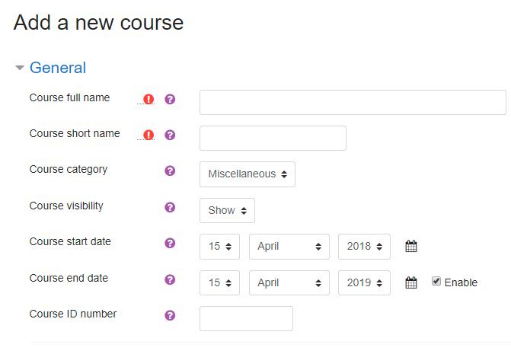 Add a new course
General
Course full name
Course short name
Course category Miscellaneous
Course visibility Show
Course start date 15 April 2018
Course end date 15 April 2019 Enable
Course ID number